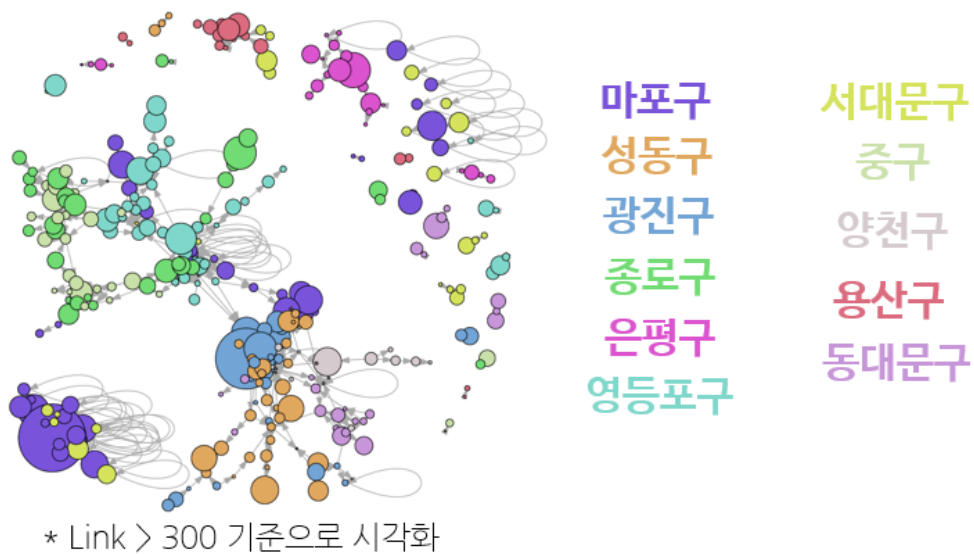 마포구
성동구
광진구
종로구
은평구
영등포구
서대문구
중구
양천구
용산구
동대문구
* Link > 300 기준으로 시각화